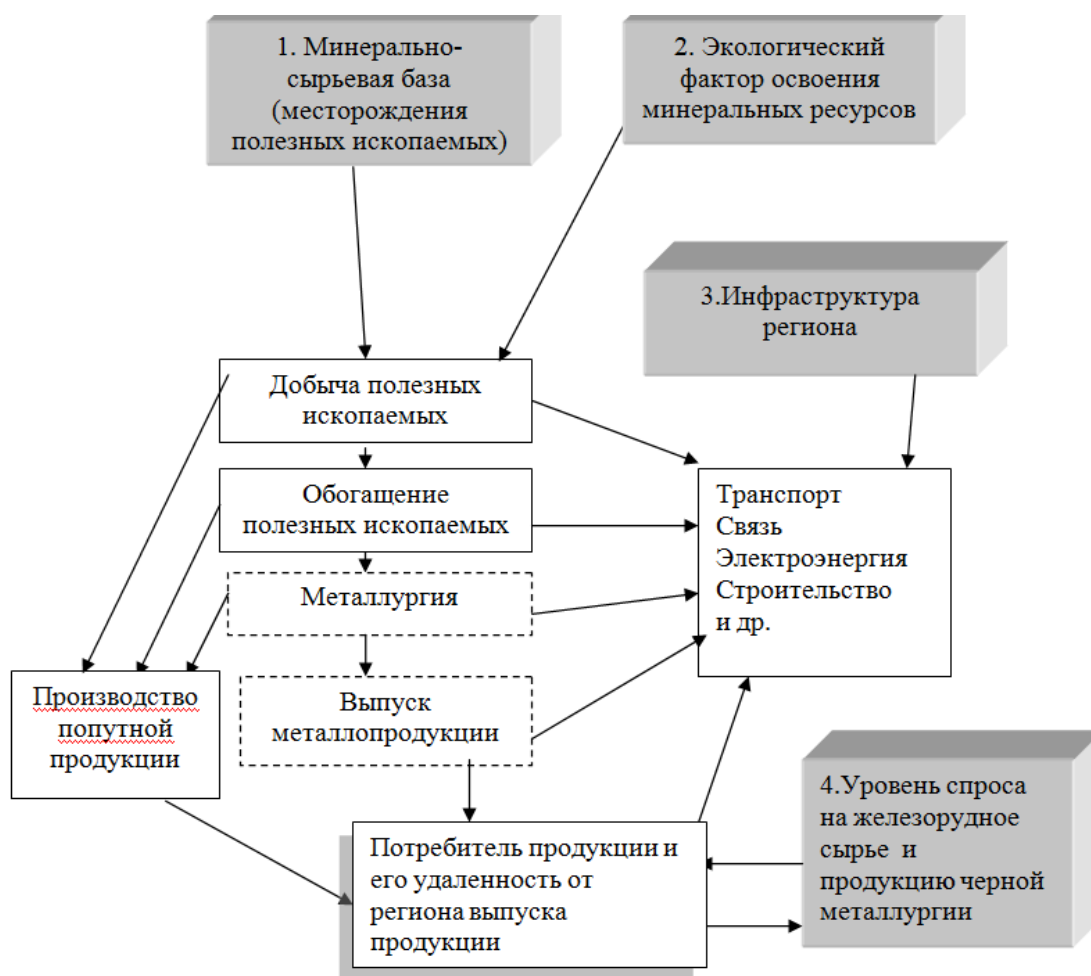 1. Минерально-
сырьевая база
(месторождения
полезных ископаемых)
2. Экологический
фактор освоения
минеральных ресурсов
3.Инфраструктура
региона
Добыча полезных
ископаемых
Обогащение
полезных ископаемых
Транспорт
Связь
Электроэнергия
Строительство
и др.
Металлургия
Производство
попутной
продукции
Выпуск
металлопродукции
4.Уровень спроса
на железорудное
сырье и
продукцию черной
металлургии
Потребитель продукции и
его удаленность от
региона выпуска
продукции